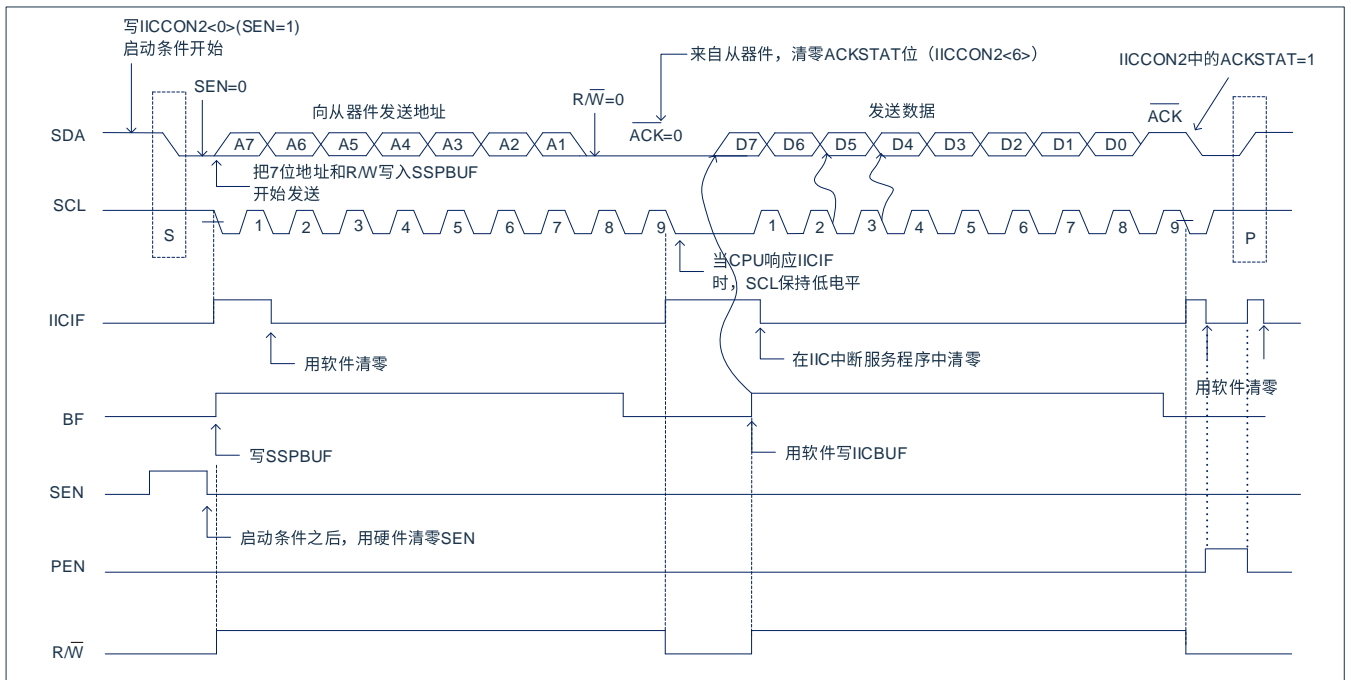 写IICCON2<0>(SEN=1)
启动条件开始
来自从器件，清零ACKSTAT位（IICCON2<6>）
IICCON2中的ACKSTAT=1
SEN=0
向从器件发送地址
R/W=0
ACK=0
发送数据
ACK
SDA
A7 A6 A5 A4 A3 A2 A1
D7 D6 D5 D4 D3 D2 D1 D0
把7位地址和R/W写入SSPBUF
开始发送
SCL
S
1 2 3 4 5 6 7 8 9
1 2 3 4 5 6 7 8 9
P
当CPU响应IICIF
时，SCL保持低电平
IICIF
用软件清零
在IIC中断服务程序中清零
用软件清零
BF
写SSPBUF
用软件写IICBUF
SEN
启动条件之后，用硬件清零SEN
PEN
R/W